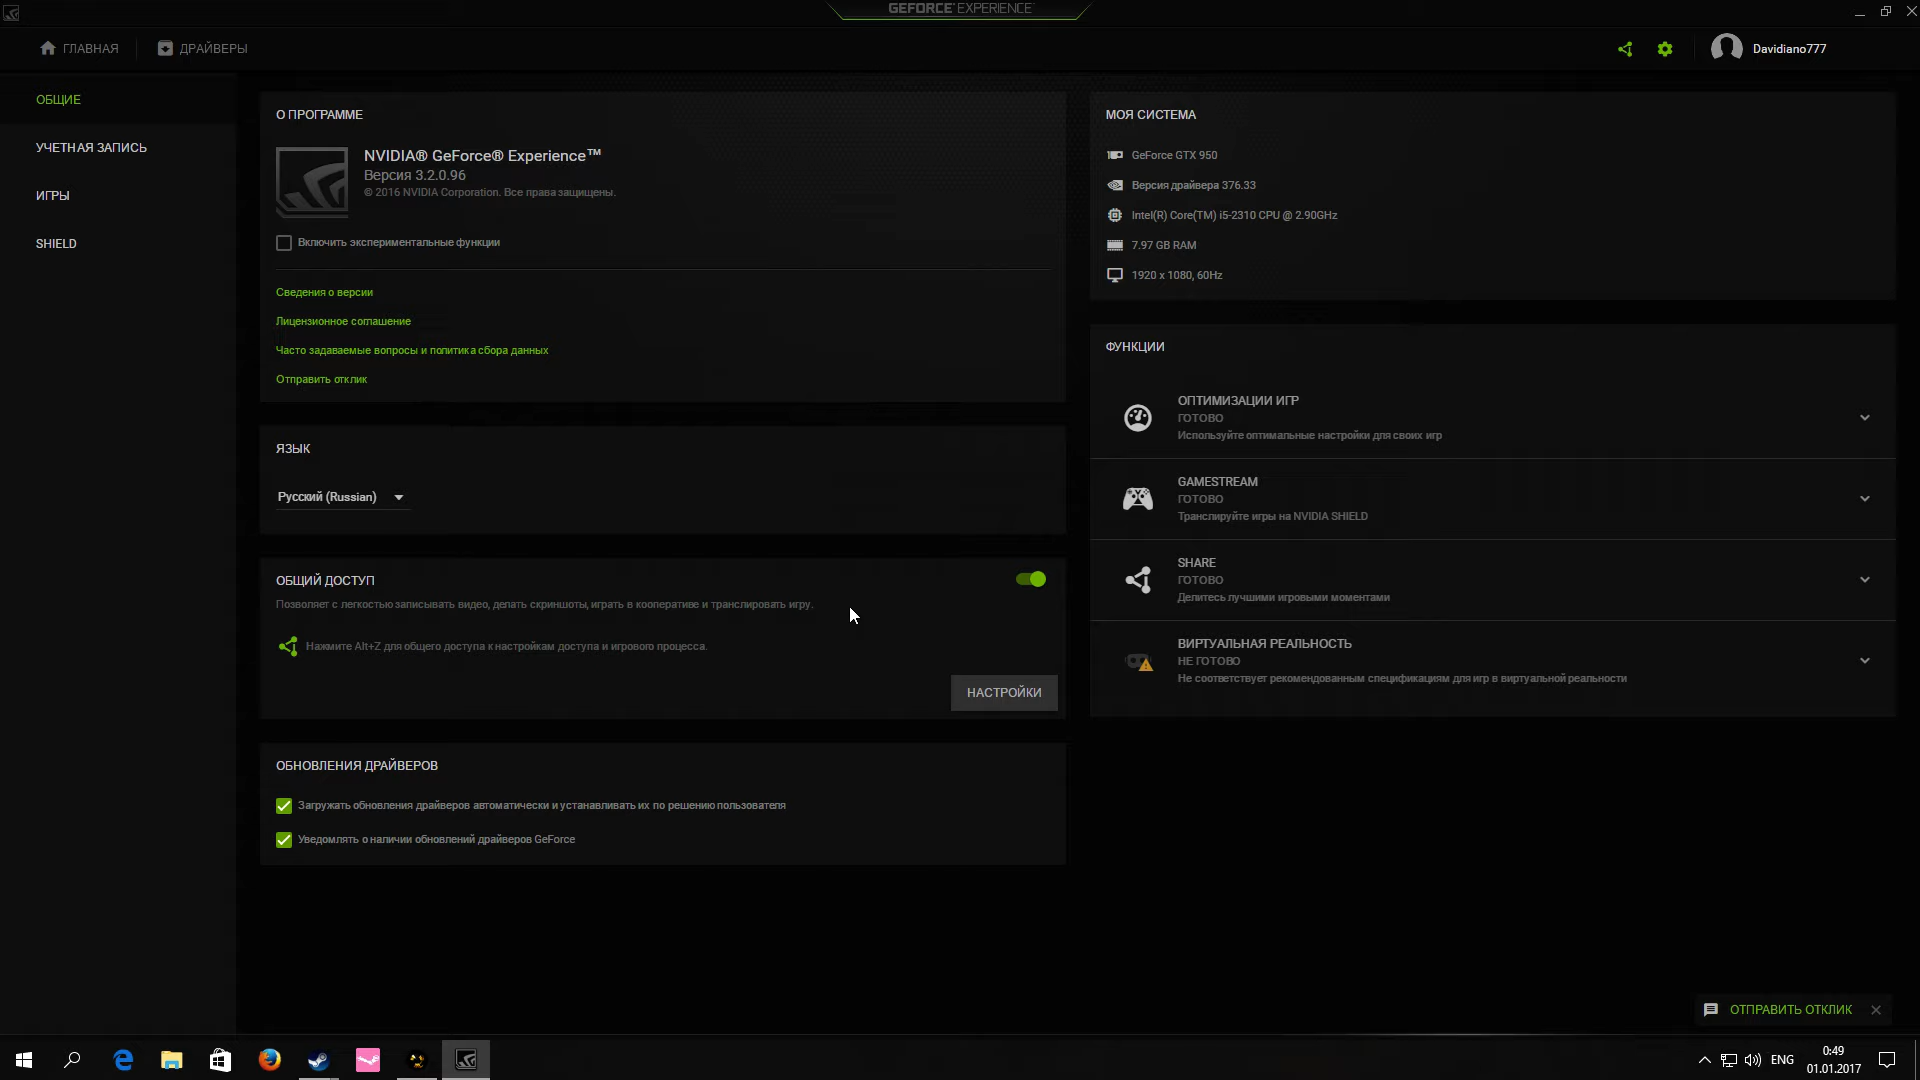 GEFORCE® EXPERIENCE™
ГЛАВНАЯ
ДРАЙВЕРЫ
Davidiano777
ОБЩИЕ
УЧЕТНАЯ ЗАПИСЬ
ИГРЫ
SHIELD
О ПРОГРАММЕ
NVIDIA® GeForce® Experience™
Версия 3.2.0.96
© 2016 NVIDIA Corporation. Все права защищены.
Включить экспериментальные функции
Сведения о версии
Лицензионное соглашение
Часто задаваемые вопросы и политика сбора данных
Отправить отклик
ЯЗЫК
Русский (Russian)
ОБЩИЙ ДОСТУП
Позволяет с легкостью записывать видео, делать скриншоты, играть в кооперативе и транслировать игру.
Нажмите Alt+Z для общего доступа к настройкам доступа и игрового процесса.
НАСТРОЙКИ
ОБНОВЛЕНИЯ ДРАЙВЕРОВ
Загружать обновления драйверов автоматически и устанавливать их по решению пользователя
Уведомлять о наличии обновлений драйверов GeForce
МОЯ СИСТЕМА
GeForce GTX 950
Версия драйвера 376.33
Intel(R) Core(TM) i5-2310 CPU @ 2.90GHz
7.97 GB RAM
1920 x 1080, 60Hz
ФУНКЦИИ
ОПТИМИЗАЦИИ ИГР
ГОТОВО
Используйте оптимальные настройки для своих игр
GAMESTREAM
ГОТОВО
Транслируйте игры на NVIDIA SHIELD
SHARE
ГОТОВО
Делитесь лучшими игровыми моментами
ВИРТУАЛЬНАЯ РЕАЛЬНОСТЬ
НЕ ГОТОВО
Не соответствует рекомендованным спецификациям для игр в виртуальной реальности
ОТПРАВИТЬ ОТКЛИК
ENG
0:49
01.01.2017